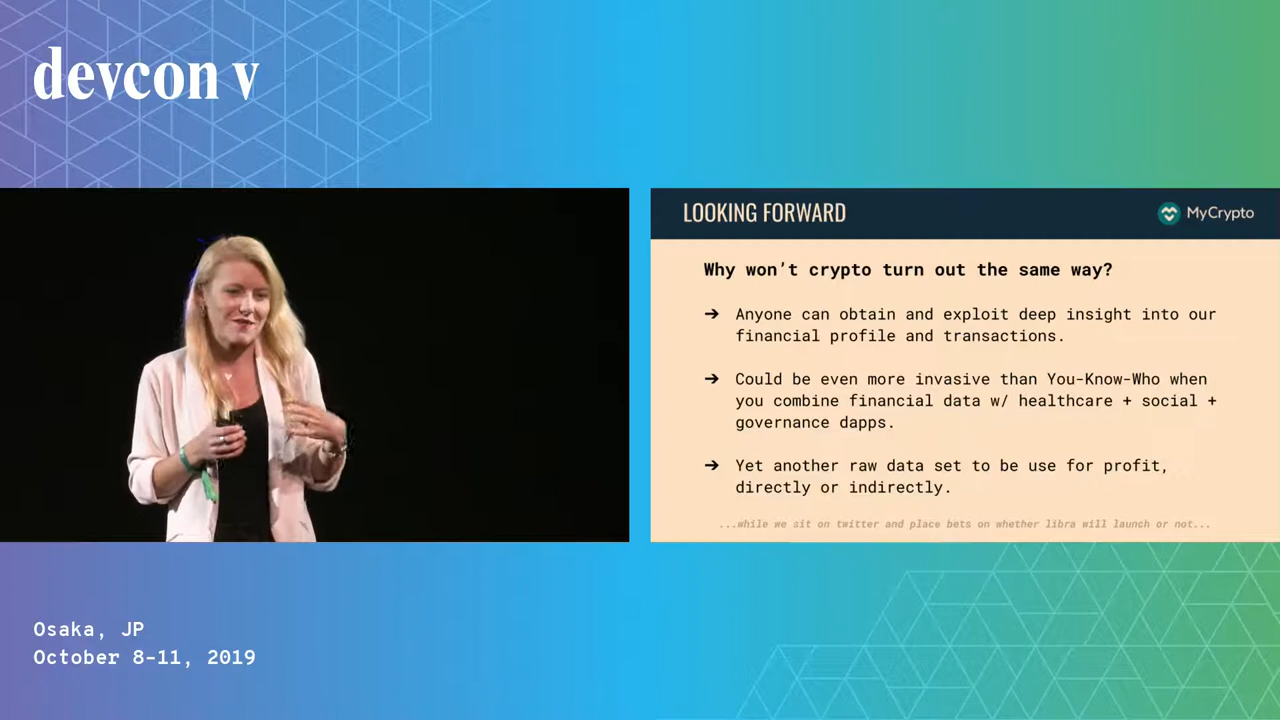 devcon v
LOOKING FORWARD
MyCrypto
Why won’t crypto turn out the same way?
➔ Anyone can obtain and exploit deep insight into our
financial profile and transactions.
➔ Could be even more invasive than You-Know-Who when
you combine financial data w/ healthcare + social +
governance dapps.
➔ Yet another raw data set to be use for profit,
directly or indirectly.
...while we sit on twitter and place bets on whether libra will launch or not...
Osaka, JP
October 8-11, 2019